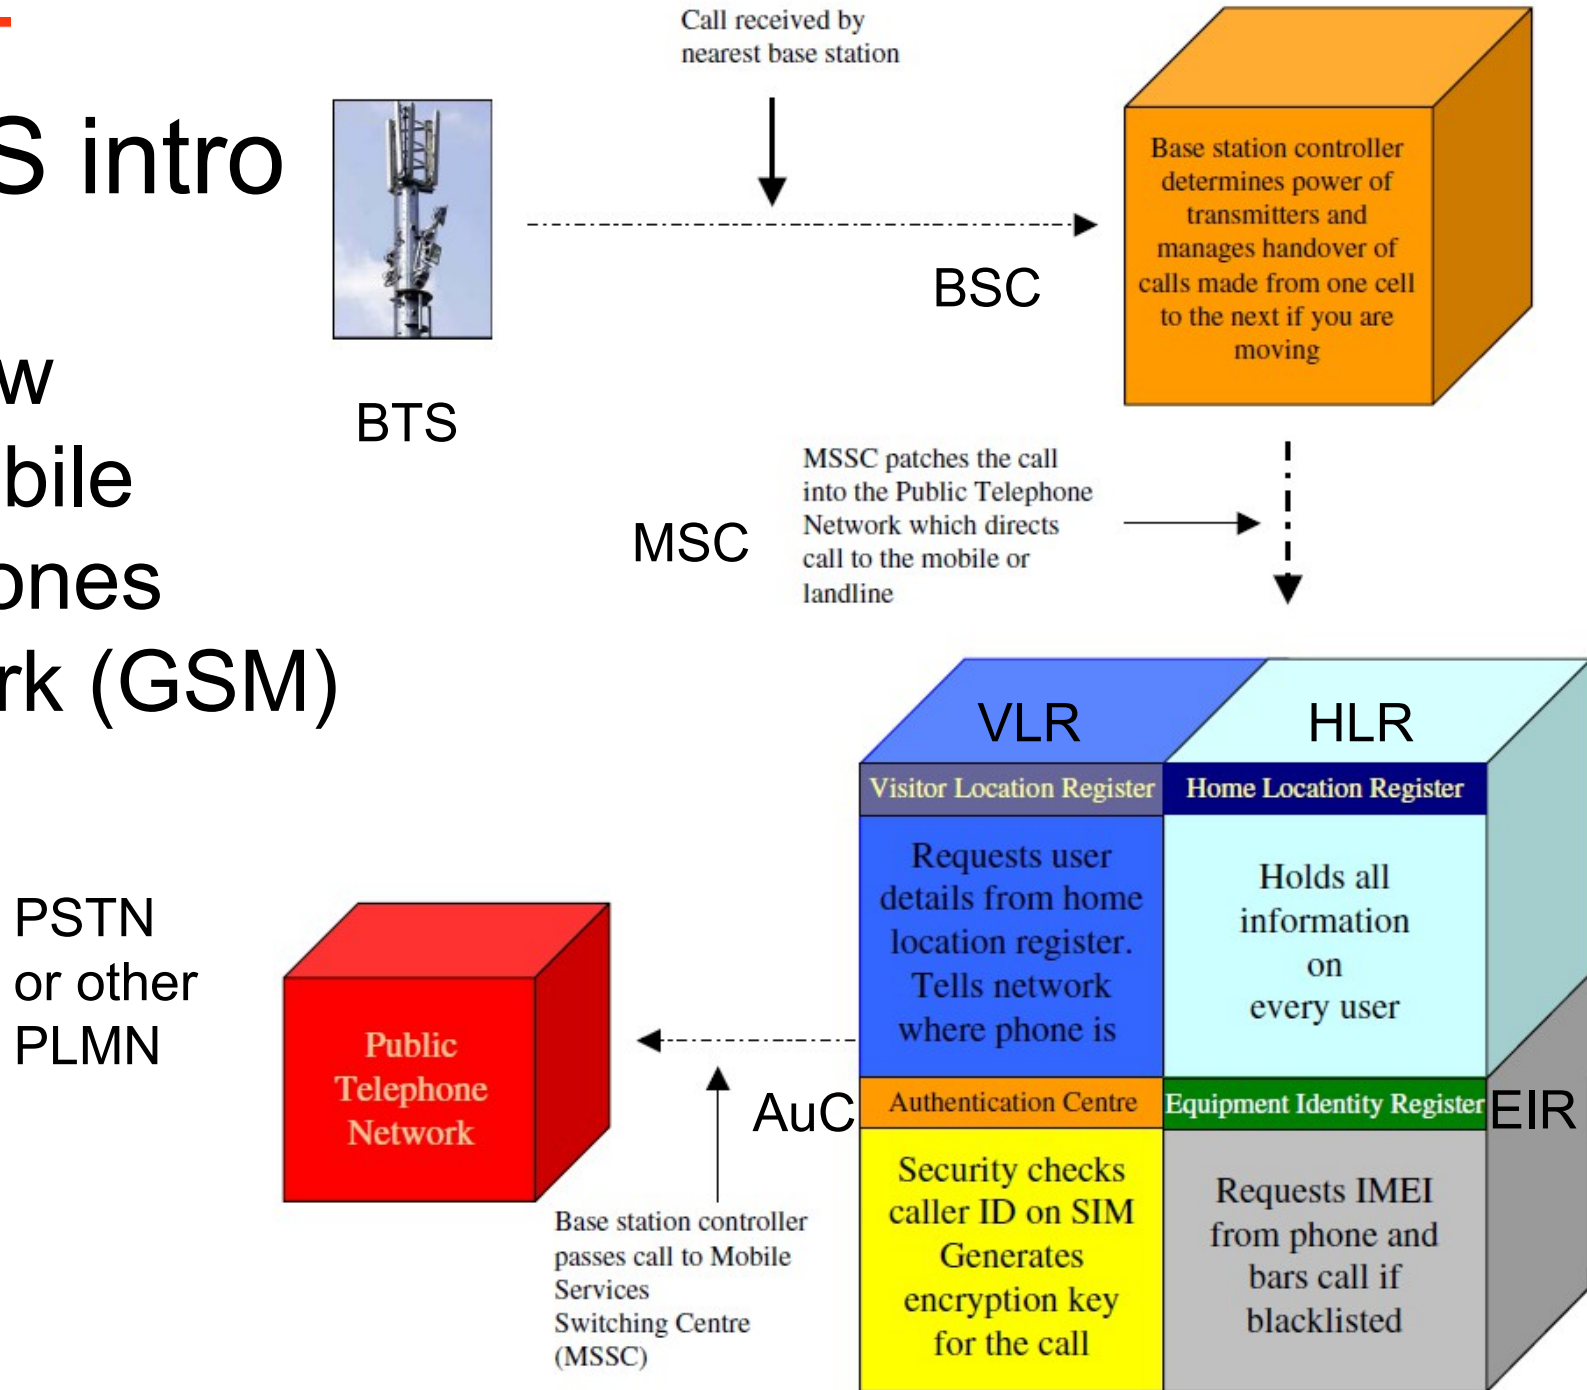 S intro
w
bile
ones
rk (GSM)
Call received by
nearest base station
BTS
BSC
Base station controller
determines power of
transmitters and
manages handover of
calls made from one cell
to the next if you are
moving
MSC
MSSC patches the call
into the Public Telephone
Network which directs
call to the mobile or
landline
VLR
HLR
Visitor Location Register
Home Location Register
Requests user
details from home
location register.
Tells network
where phone is
Holds all
information
on
every user
PSTN
or other
PLMN
Public
Telephone
Network
AuC
Authentication Centre
Equipment Identity Register
EIR
Security checks
caller ID on SIM
Generates
encryption key
for the call
Requests IMEI
from phone and
bars call if
blacklisted
Base station controller
passes call to Mobile
Services
Switching Centre
(MSSC)